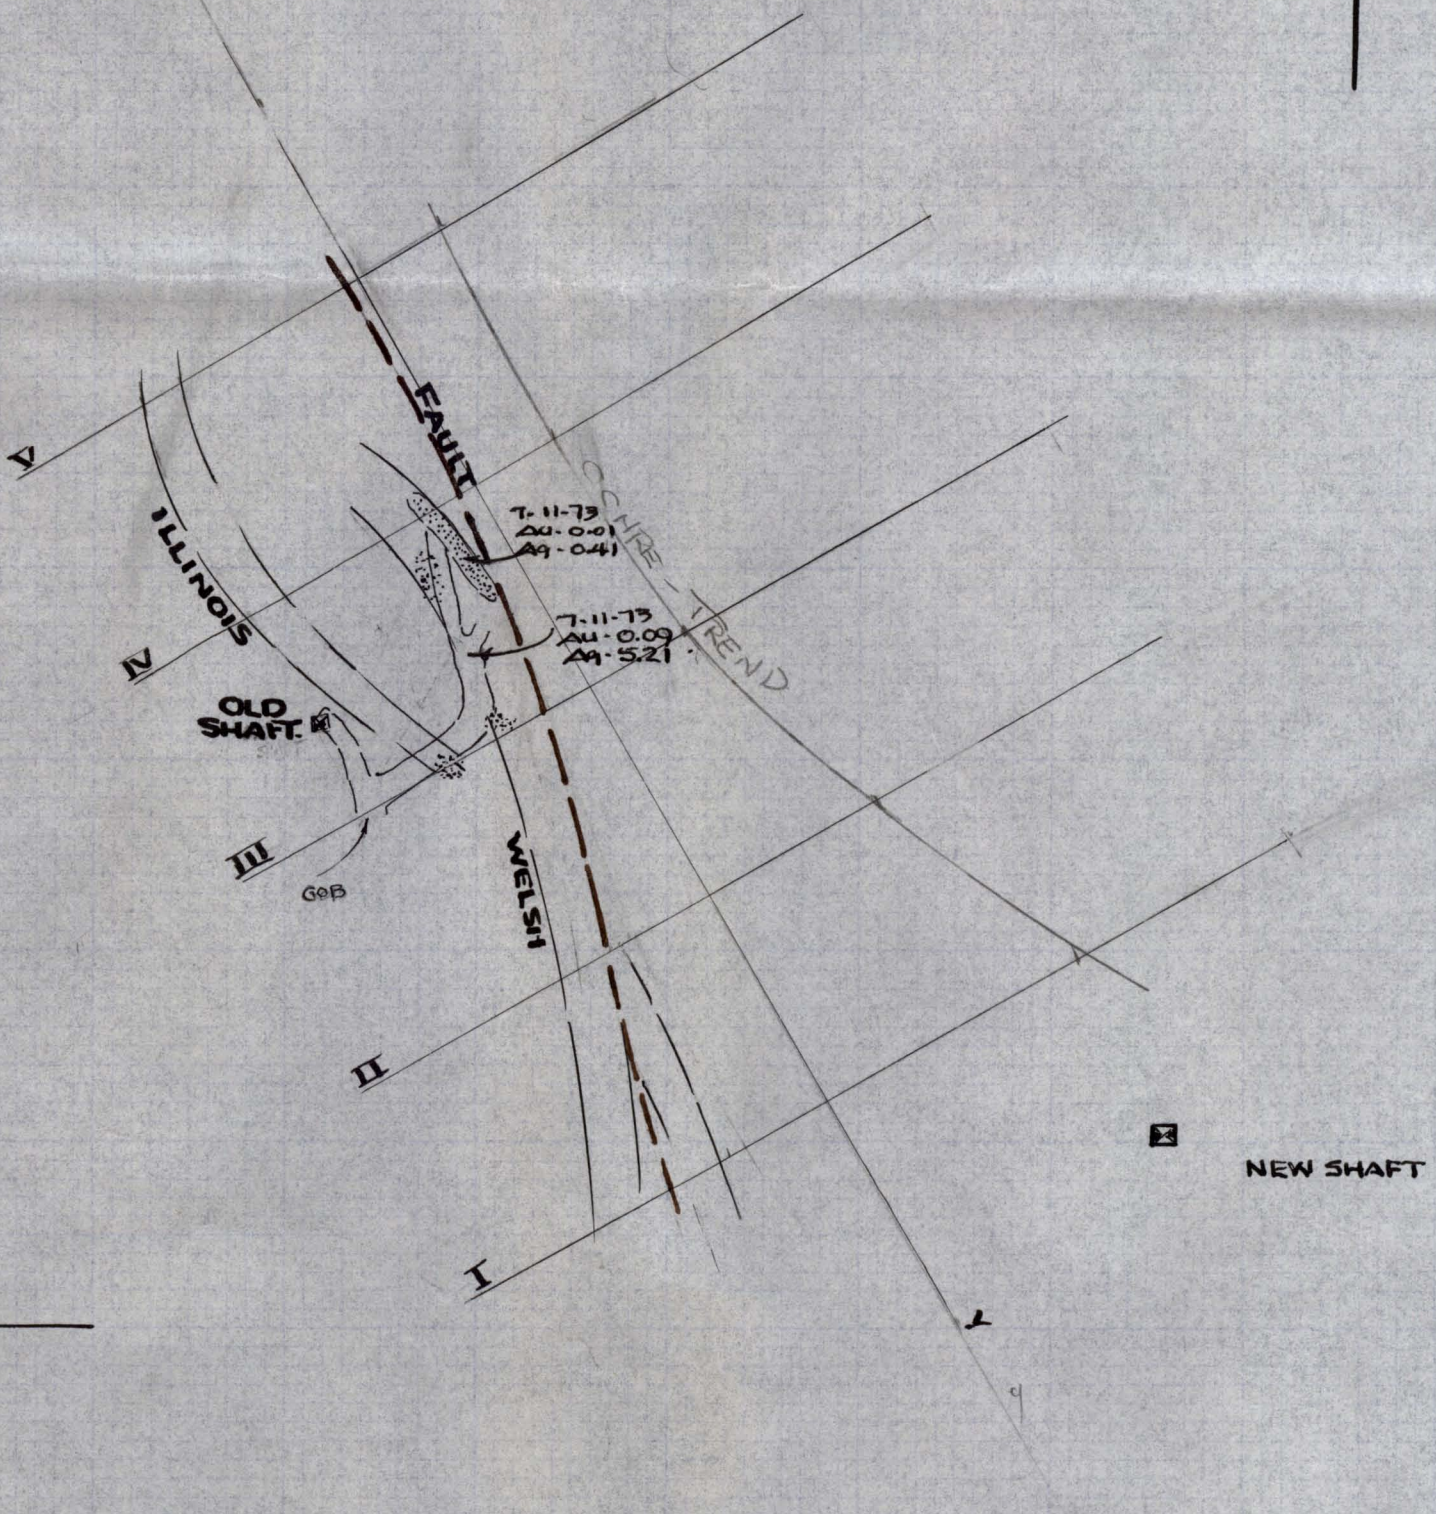 V
FAULT
ILLINOIS
7-11-73
Au-0.01
Ag-0.41
7-11-73
Au-0.09
Ag-5.21
TREND
IV
OLD
SHAFT
III
GOB
WELSH
II
NEW SHAFT
I